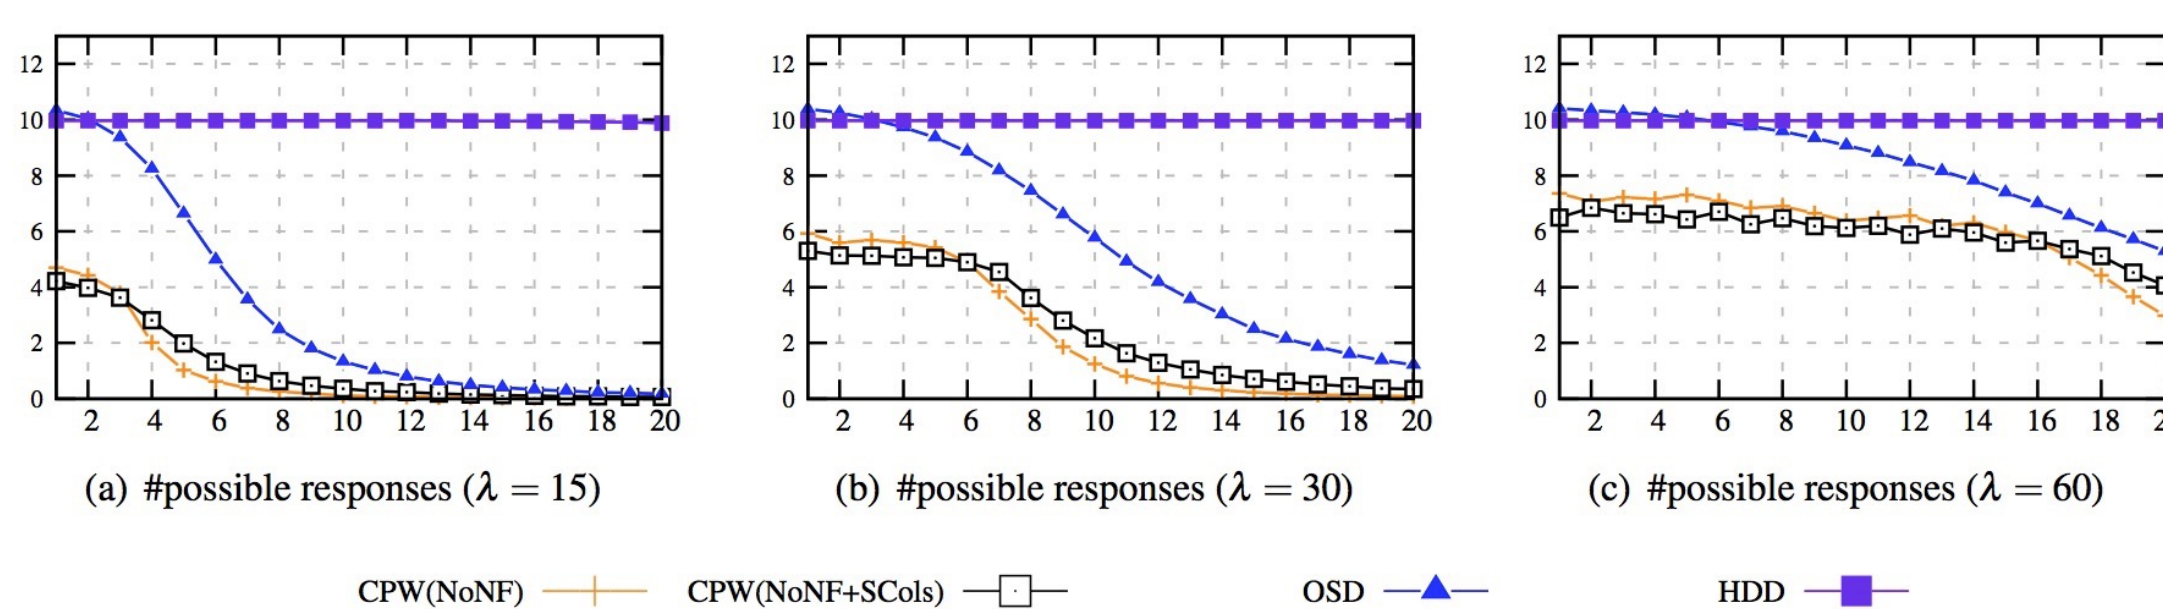 12 10 8 6 4 2 0
2 4 6 8 10 12 14 16 18 20
(a) #possible responses (λ = 15)
12 10 8 6 4 2 0
2 4 6 8 10 12 14 16 18 20
(b) #possible responses (λ = 30)
12 10 8 6 4 2 0
2 4 6 8 10 12 14 16 18 2
(c) #possible responses (λ = 60)
CPW(NoNF) CPW(NoNF+SCols) OSD HDD